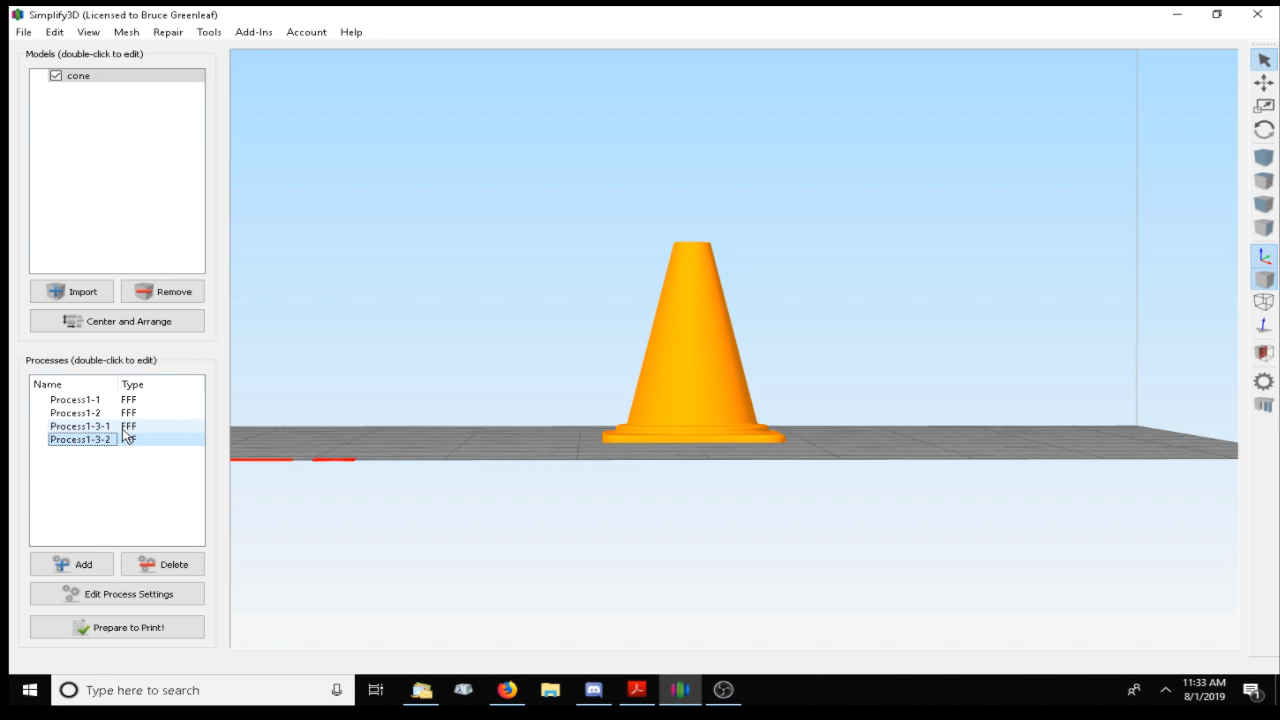 Simplify3D (Licensed to Bruce Greenleaf)
File Edit View Mesh Repair Tools Add-Ins Account Help
Models (double-click to edit)
cone
Import Remove
Center and Arrange
Processes (double-click to edit)
Name Type
Process1-1 FFF
Process1-2 FFF
Process1-3-1 FFF
Process1-3-2
Add Delete
Edit Process Settings
Prepare to Print!
Type here to search
11:33 AM
8/1/2019
1